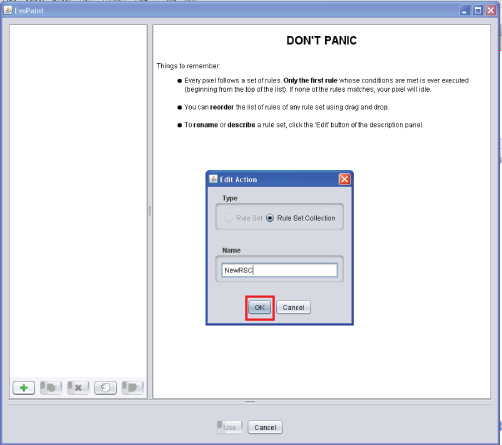 EvoPaint
DON'T PANIC
Things to remember:
● Every pixel follows a set of rules. Only the first rule whose conditions are met is ever executed
(beginning from the top of the list). If none of the rules matches, your pixel will idle.
● You can reorder the list of rules of any rule set using drag and drop.
● To rename or describe a rule set, click the 'Edit' button of the description panel.
Edit Action
Type
Rule Set Rule Set Collection
Name
NewRSC
OK Cancel
Use Cancel